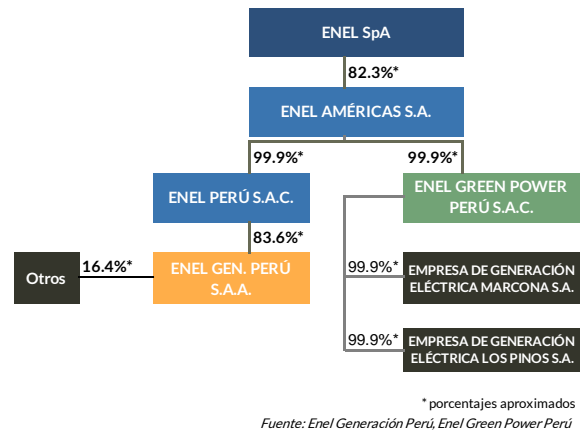 ENEL SpA
82.3%*
ENEL AMÉRICAS S.A.
99.9%*
99.9%*
ENEL PERÚ S.A.C.
ENEL GREEN POWER
PERÚ S.A.C.
83.6%*
Otros
16.4%*
ENEL GEN. PERÚ
S.A.A.
99.9%*
EMPRESA DE GENERACIÓN
ELÉCTRICA MARCONA S.A.
99.9%*
EMPRESA DE GENERACIÓN
ELÉCTRICA LOS PINOS S.A.
* porcentajes aproximados
Fuente: Enel Generación Perú, Enel Green Power Perú